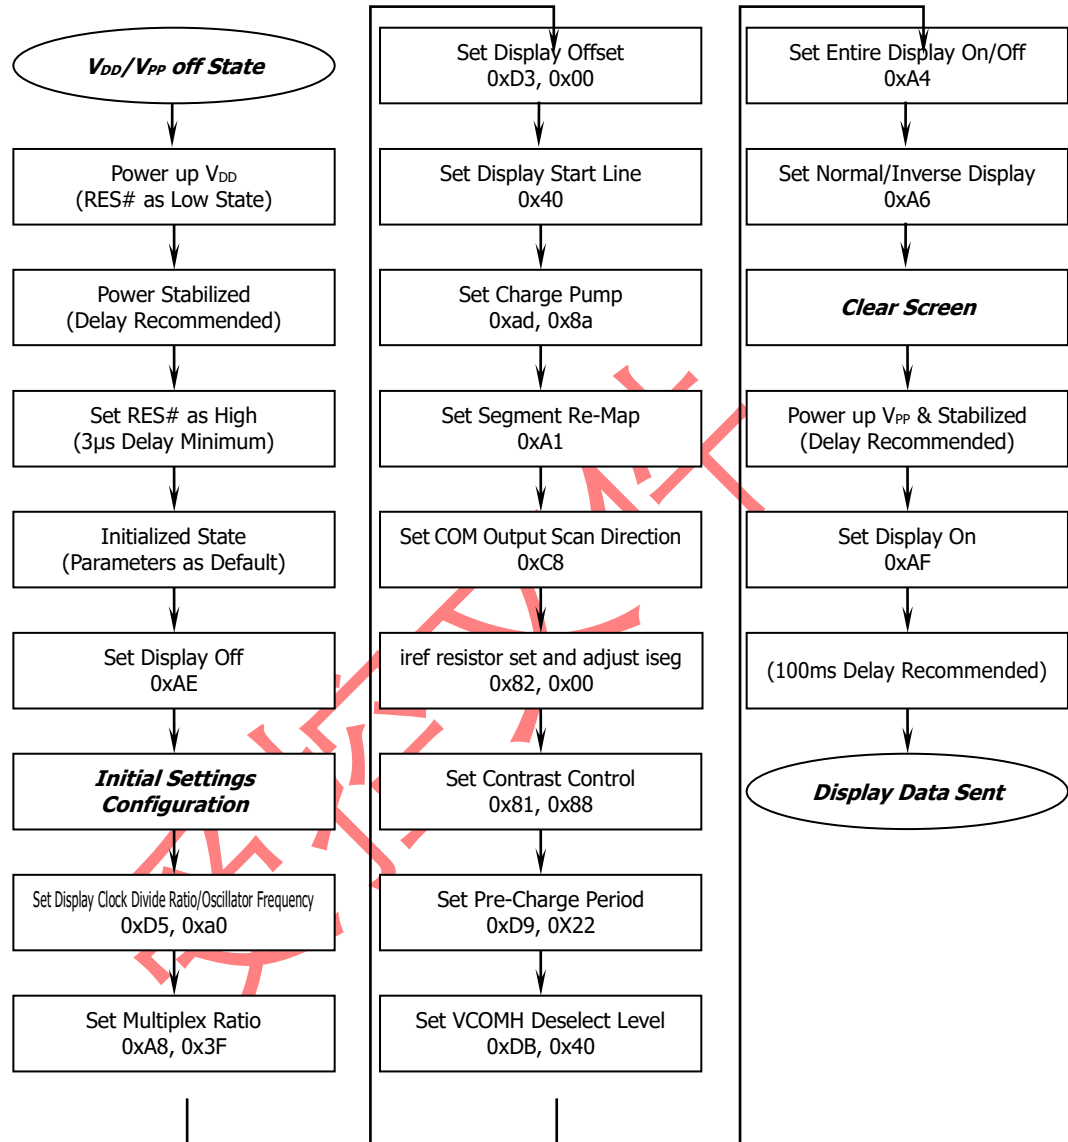 VDD/VPP off State
Power up VDD
(RES# as Low State)
Power Stabilized
(Delay Recommended)
Set RES# as High
(3μs Delay Minimum)
Initialized State
(Parameters as Default)
Set Display Off
0xAE
Initial Settings
Configuration
Set Display Clock Divide Ratio/Oscillator Frequency
0xD5, 0xa0
Set Multiplex Ratio
0xA8, 0x3F
Set Display Offset
0xD3, 0x00
Set Display Start Line
0x40
Set Charge Pump
0xad, 0x8a
Set Segment Re-Map
0xA1
Set COM Output Scan Direction
0xC8
iref resistor set and adjust iseg
0x82, 0x00
Set Contrast Control
0x81, 0x88
Set Pre-Charge Period
0xD9, 0X22
Set VCOMH Deselect Level
0xDB, 0x40
Set Entire Display On/Off
0xA4
Set Normal/Inverse Display
0xA6
Clear Screen
Power up VPP & Stabilized
(Delay Recommended)
Set Display On
0xAF
(100ms Delay Recommended)
Display Data Sent